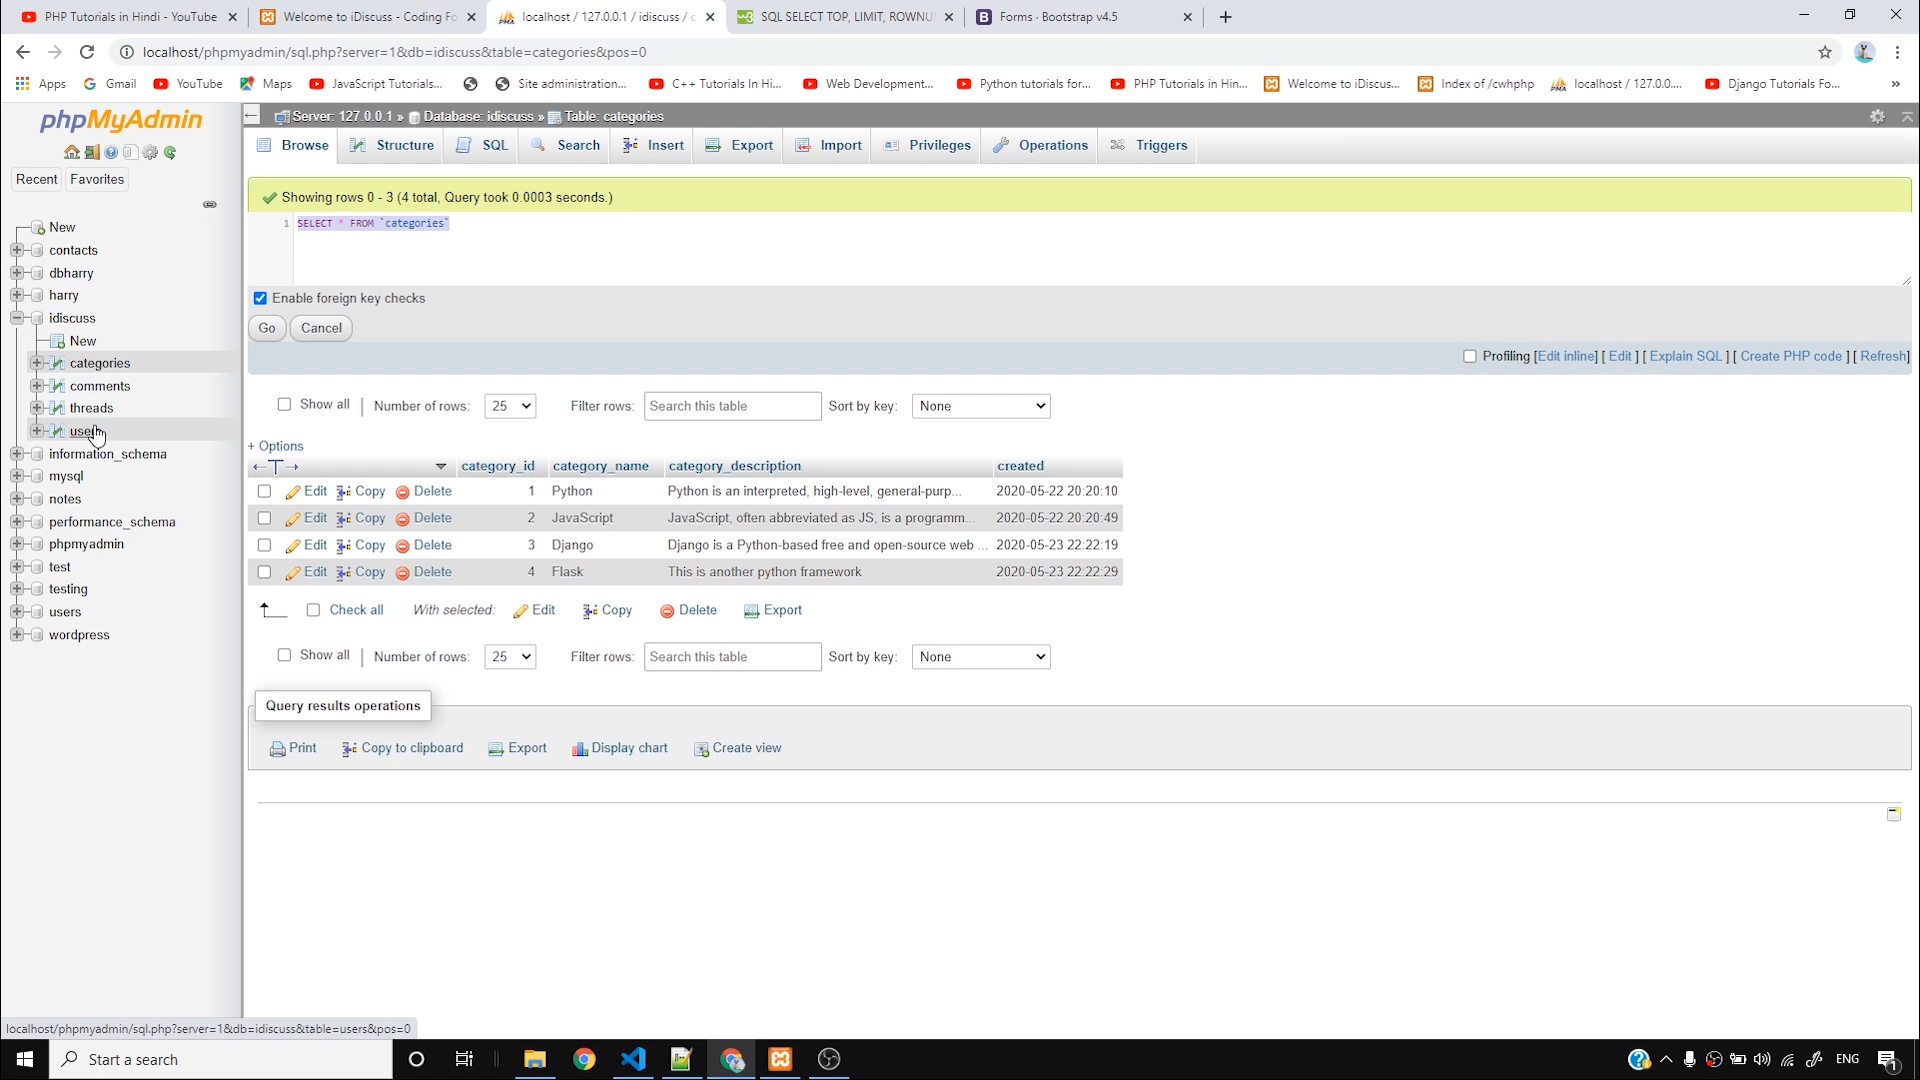 PHP Tutorials in Hindi - YouTube
Welcome to iDiscuss - Coding Fo
localhost / 127.0.0.1 / idiscuss / c
SQL SELECT TOP, LIMIT, ROWNU
Forms · Bootstrap v4.5
localhost/phpmyadmin/sql.php?server=1&db=idiscuss&table=categories&pos=0
Apps
Gmail
YouTube
Maps
JavaScript Tutorials...
Site administration...
C++ Tutorials In Hi...
Web Development...
Python tutorials for...
PHP Tutorials in Hin...
Welcome to iDiscus...
Index of /cwhphp
localhost / 127.0.0....
Django Tutorials Fo...
»
phpMyAdmin
Server: 127.0.0.1 » Database: idiscuss » Table: categories
Browse
Structure
SQL
Search
Insert
Export
Import
Privileges
Operations
Triggers
Recent
Favorites
New
contacts
dbharry
harry
idiscuss
New
categories
comments
threads
users
information_schema
mysql
notes
performance_schema
phpmyadmin
test
testing
users
wordpress
Showing rows 0 - 3 (4 total, Query took 0.0003 seconds.)
1 SELECT * FROM `categories`
Enable foreign key checks
Go
Cancel
Profiling [Edit inline] [ Edit ] [ Explain SQL ] [ Create PHP code ] [ Refresh]
Show all | Number of rows: 25 Filter rows: Search this table Sort by key: None
+ Options
←T→ category_id category_name category_description created
Edit Copy Delete 1 Python Python is an interpreted, high-level, general-purp... 2020-05-22 20:20:10
Edit Copy Delete 2 JavaScript JavaScript, often abbreviated as JS, is a programm... 2020-05-22 20:20:49
Edit Copy Delete 3 Django Django is a Python-based free and open-source web ... 2020-05-23 22:22:19
Edit Copy Delete 4 Flask This is another python framework 2020-05-23 22:22:29
Check all With selected: Edit Copy Delete Export
Show all | Number of rows: 25 Filter rows: Search this table Sort by key: None
Query results operations
Print
Copy to clipboard
Export
Display chart
Create view
localhost/phpmyadmin/sql.php?server=1&db=idiscuss&table=users&pos=0
Start a search
ENG
1